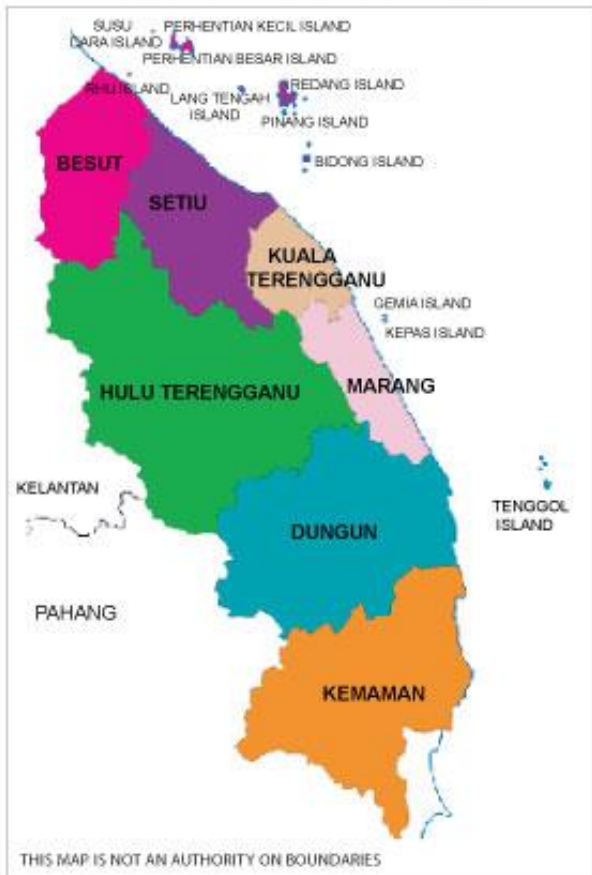 SUSU
DARA ISLAND
PERHENTIAN KECIL ISLAND
PERHENTIAN BESAR ISLAND
RHU ISLAND
LANG TENGAH
ISLAND
REDANG ISLAND
PINANG ISLAND
BIDONG ISLAND
BESUT
SETIU
KUALA
TERENGGANU
GEMIA ISLAND
KEPAS ISLAND
HULU TERENGGANU
MARANG
KELANTAN
TENGGOL
ISLAND
DUNGUN
PAHANG
KEMAMAN
THIS MAP IS NOT AN AUTHORITY ON BOUNDARIES